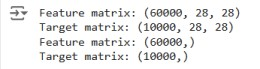 Feature matrix: (60000, 28, 28)
Target matrix: (10000, 28, 28)
Feature matrix: (60000,)
Target matrix: (10000,)